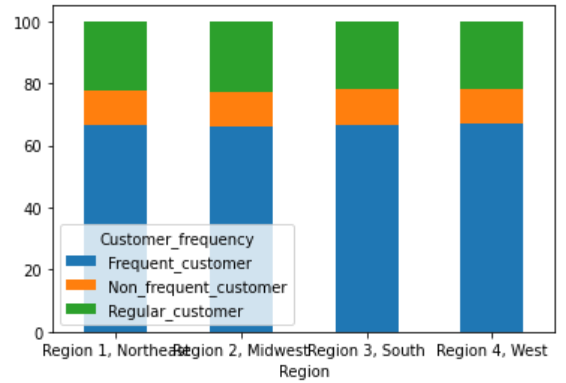 100
80
60
40
20
0
Customer_frequency
Frequent_customer
Non_frequent_customer
Regular_customer
Region 1, Northeast Region 2, Midwest Region 3, South Region 4, West
Region